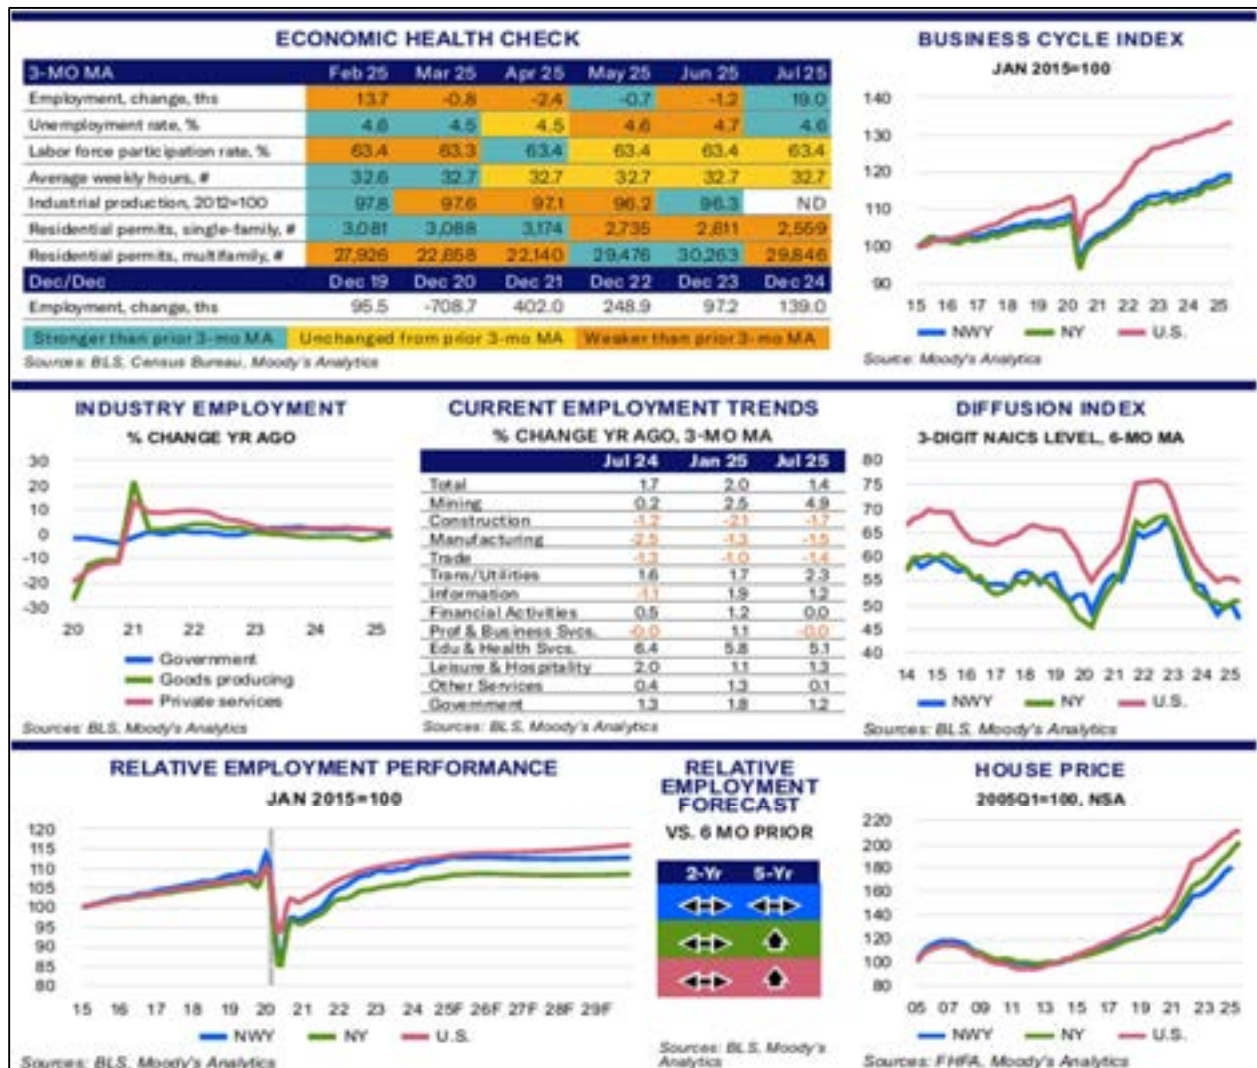 ECONOMIC HEALTH CHECK
3-MO MA Feb 25 Mar 25 Apr 25 May 25 Jun 25 Jul 25
Employment, change, ths 13.7 -0.8 -2.4 -0.7 -1.2 19.0
Unemployment rate, % 4.6 4.5 4.5 4.6 4.7 4.6
Labor force participation rate, % 63.4 63.3 63.4 63.4 63.4 63.4
Average weekly hours, # 32.6 32.7 32.7 32.7 32.7 32.7
Industrial production, 2012=100 97.8 97.6 97.1 96.2 96.3 ND
Residential permits, single-family, # 3,081 3,088 3,174 2,735 2,611 2,559
Residential permits, multifamily, # 27,926 22,658 22,140 29,476 30,263 29,846
Dec/Dec Dec 19 Dec 20 Dec 21 Dec 22 Dec 23 Dec 24
Employment, change, ths 95.5 -708.7 402.0 248.9 97.2 139.0
Stronger than prior 3-mo MA Unchanged from prior 3-mo MA Weaker than prior 3-mo MA
Sources: BLS, Census Bureau, Moody's Analytics
BUSINESS CYCLE INDEX
JAN 2015=100
140
130
120
110
100
90
15 16 17 18 19 20 21 22 23 24 25
NWY NY U.S.
Source: Moody's Analytics
INDUSTRY EMPLOYMENT
% CHANGE YR AGO
30
20
10
0
-10
-20
-30
20 21 22 23 24 25
Government
Goods producing
Private services
Sources: BLS, Moody's Analytics
CURRENT EMPLOYMENT TRENDS
% CHANGE YR AGO, 3-MO MA
Jul 24 Jan 25 Jul 25
Total 1.7 2.0 1.4
Mining 0.2 2.5 4.9
Construction -1.2 -2.1 -1.7
Manufacturing -2.5 -1.3 -1.5
Trade -1.3 -1.0 -1.4
Trans/Utilities 1.6 1.7 2.3
Information -1.1 1.9 1.2
Financial Activities 0.5 1.2 0.0
Prof & Business Svcs. -0.0 1.1 -0.0
Edu & Health Svcs. 6.4 5.8 5.1
Leisure & Hospitality 2.0 1.1 1.3
Other Services 0.4 1.3 0.1
Government 1.3 1.8 1.2
Sources: BLS, Moody's Analytics
DIFFUSION INDEX
3-DIGIT NAICS LEVEL, 6-MO MA
80
75
70
65
60
55
50
45
40
14 15 16 17 18 19 20 21 22 23 24 25
NWY NY U.S.
Sources: BLS, Moody's Analytics
RELATIVE EMPLOYMENT PERFORMANCE
JAN 2015=100
120
115
110
105
100
95
90
85
80
15 16 17 18 19 20 21 22 23 24 25F 26F 27F 28F 29F
NWY NY U.S.
Sources: BLS, Moody's Analytics
RELATIVE
EMPLOYMENT
FORECAST
VS. 6 MO PRIOR
2-Yr 5-Yr
Sources: BLS, Moody's
Analytics
HOUSE PRICE
2005Q1=100, NSA
220
200
180
160
140
120
100
80
05 07 09 11 13 15 17 19 21 23 25
NWY NY U.S.
Sources: FHFA, Moody's Analytics